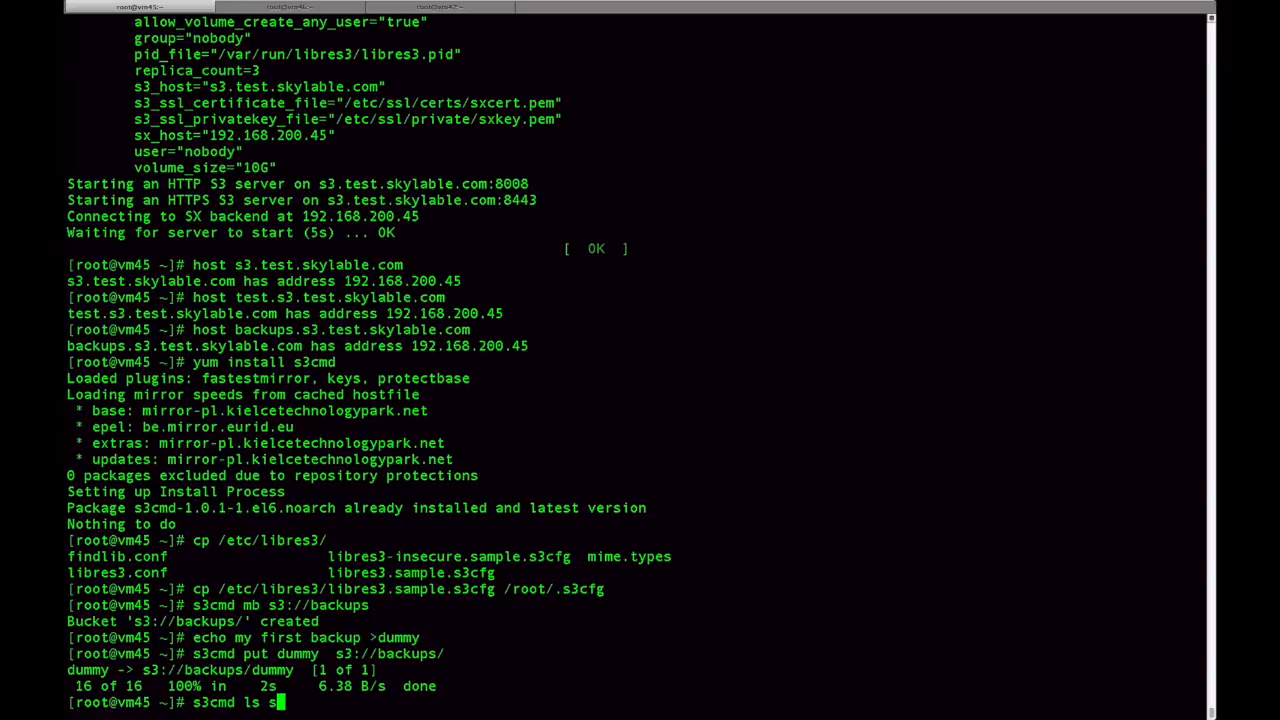 root@vm45:~ root@vm46:~ root@vm47:~
allow_volume_create_any_user="true"
group="nobody"
pid_file="/var/run/libres3/libres3.pid"
replica_count=3
s3_host="s3.test.skylable.com"
s3_ssl_certificate_file="/etc/ssl/certs/sxcert.pem"
s3_ssl_privatekey_file="/etc/ssl/private/sxkey.pem"
sx_host="192.168.200.45"
user="nobody"
volume_size="10G"
Starting an HTTP S3 server on s3.test.skylable.com:8008
Starting an HTTPS S3 server on s3.test.skylable.com:8443
Connecting to SX backend at 192.168.200.45
Waiting for server to start (5s) ... OK
[ OK ]
[root@vm45 ~]# host s3.test.skylable.com
s3.test.skylable.com has address 192.168.200.45
[root@vm45 ~]# host test.s3.test.skylable.com
test.s3.test.skylable.com has address 192.168.200.45
[root@vm45 ~]# host backups.s3.test.skylable.com
backups.s3.test.skylable.com has address 192.168.200.45
[root@vm45 ~]# yum install s3cmd
Loaded plugins: fastestmirror, keys, protectbase
Loading mirror speeds from cached hostfile
* base: mirror-pl.kielcetechnologypark.net
* epel: be.mirror.eurid.eu
* extras: mirror-pl.kielcetechnologypark.net
* updates: mirror-pl.kielcetechnologypark.net
0 packages excluded due to repository protections
Setting up Install Process
Package s3cmd-1.0.1-1.el6.noarch already installed and latest version
Nothing to do
[root@vm45 ~]# cp /etc/libres3/
findlib.conf libres3-insecure.sample.s3cfg mime.types
libres3.conf libres3.sample.s3cfg
[root@vm45 ~]# cp /etc/libres3/libres3.sample.s3cfg /root/.s3cfg
[root@vm45 ~]# s3cmd mb s3://backups
Bucket 's3://backups/' created
[root@vm45 ~]# echo my first backup >dummy
[root@vm45 ~]# s3cmd put dummy s3://backups/
dummy -> s3://backups/dummy [1 of 1]
16 of 16 100% in 2s 6.38 B/s done
[root@vm45 ~]# s3cmd ls s